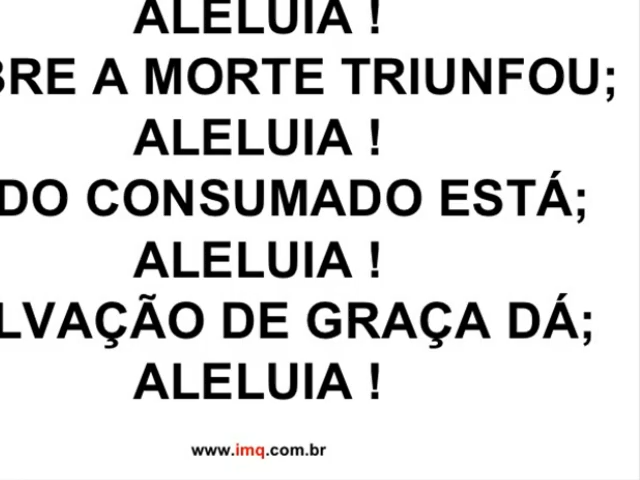 ALELUIA !
BRE A MORTE TRIUNFOU;
ALELUIA !
DO CONSUMADO ESTÁ;
ALELUIA !
LVAÇÃO DE GRAÇA DÁ;
ALELUIA !
www.imq.com.br